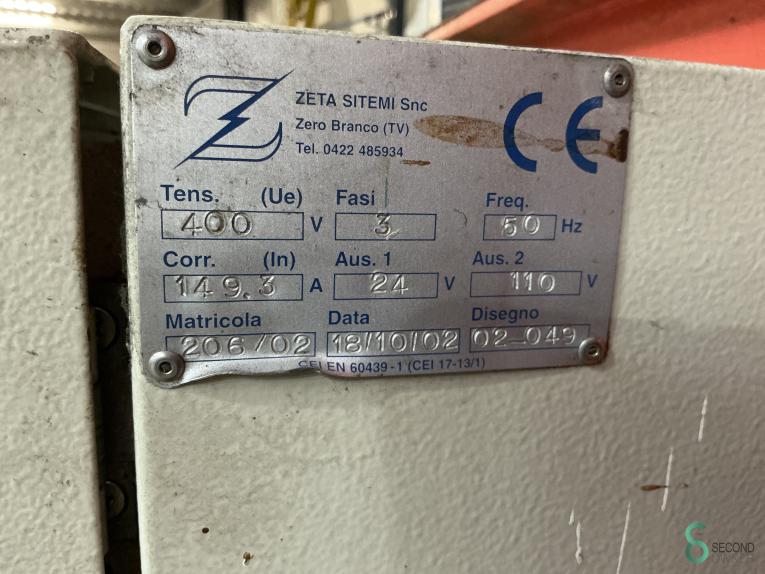 ZETA SITEMI Snc
Zero Branco (TV)
Tel. 0422 485934
CE
Tens. (Ue) Fasi Freq.
400 V 3 50 Hz
Corr. (In) Aus. 1 Aus. 2
149.3 A 24 V 110 V
Matricola Data Disegno
206/02 18/10/02 02-049
CEI EN 60439-1 (CEI 17-13/1)
SECOND